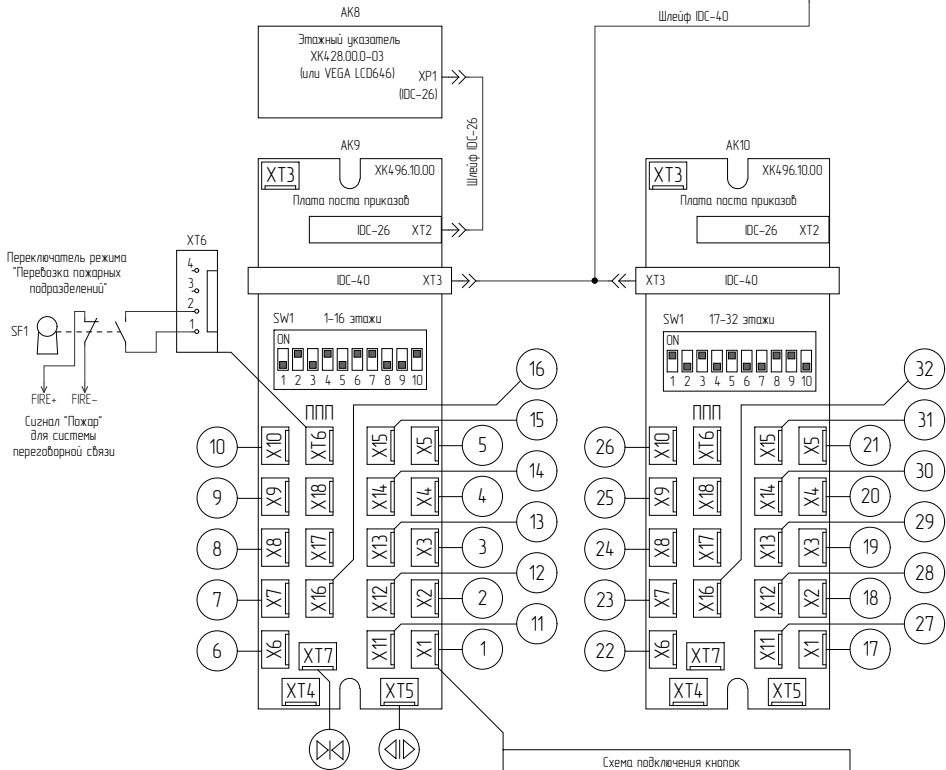 Шлейф IDC-40
АК8
Этажный указатель
ХК428.00.0-03
(или VEGA LCD646)
XP1
(IDC-26)
Шлейф IDC-26
АК9
XT3
ХК496.10.00
Плата поста приказов
IDC-26 XT2
IDC-40 XT3
SW1 1-16 этажи
ON
1 2 3 4 5 6 7 8 9 10
ППП
X10 XT6 X15 X5
X9 X18 X14 X4
X8 X17 X13 X3
X7 X16 X12 X2
X6 XT7 X11 X1
XT4 XT5
10
9
8
7
6
16
15
5
14
4
13
3
12
2
11
1
XT6
4
3
2
1
Переключатель режима
"Перевозка пожарных
подразделений"
SF1
FIRE+ FIRE-
Сигнал "Пожар"
для системы
переговорной связи
АК10
XT3
ХК496.10.00
Плата поста приказов
IDC-26 XT2
XT3 IDC-40
SW1 17-32 этажи
ON
1 2 3 4 5 6 7 8 9 10
ППП
X10 XT6 X15 X5
X9 X18 X14 X4
X8 X17 X13 X3
X7 X16 X12 X2
X6 XT7 X11 X1
XT4 XT5
26
25
24
23
22
32
31
21
30
20
29
19
28
18
27
17
Схема подключения кнопок